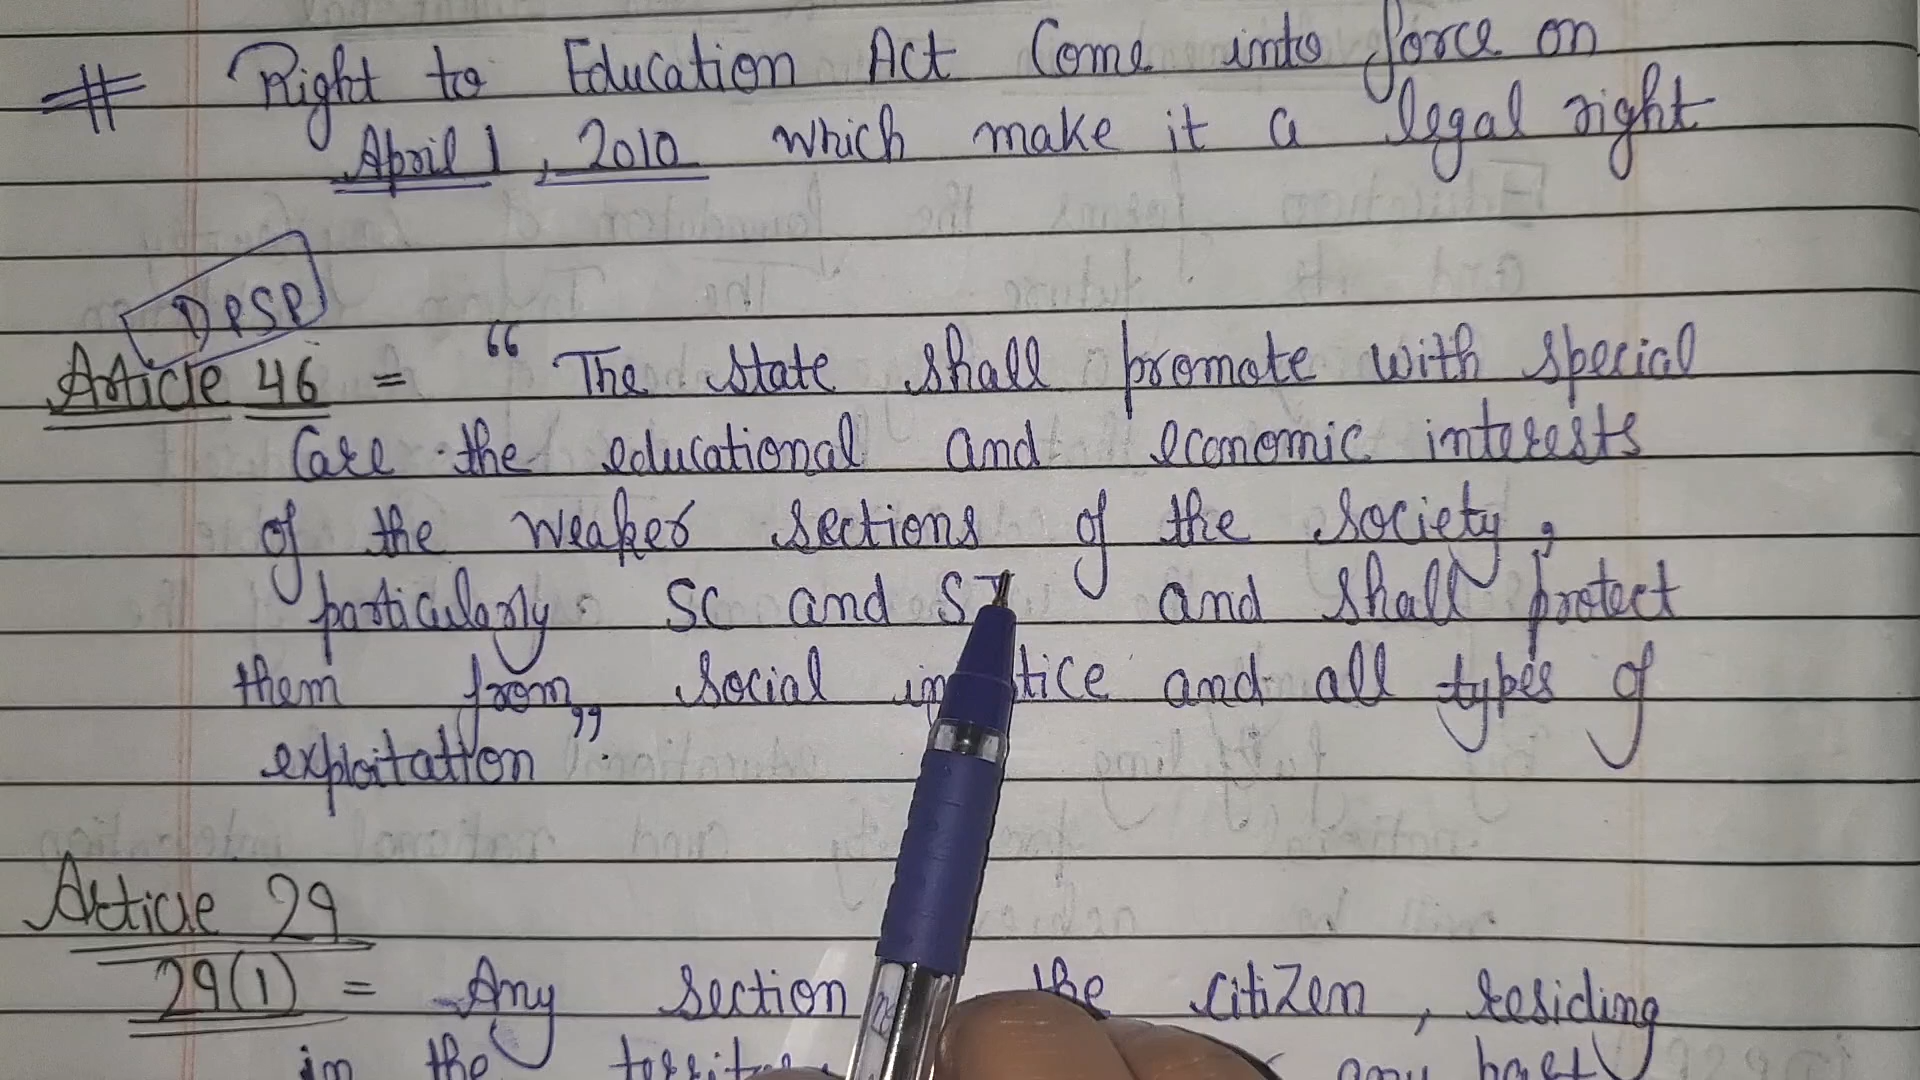 # Right to Education Act Come into force on
April 1, 2010 which make it a legal right
DPSP
Article 46 = "The state shall promote with special
Care the educational and economic interests
of the weaker sections of the society,
particularly SC and ST and shall protect
them from social and all types of
exploitation".
Article 29
29(1) = Any section the citizen, residing
in the any part